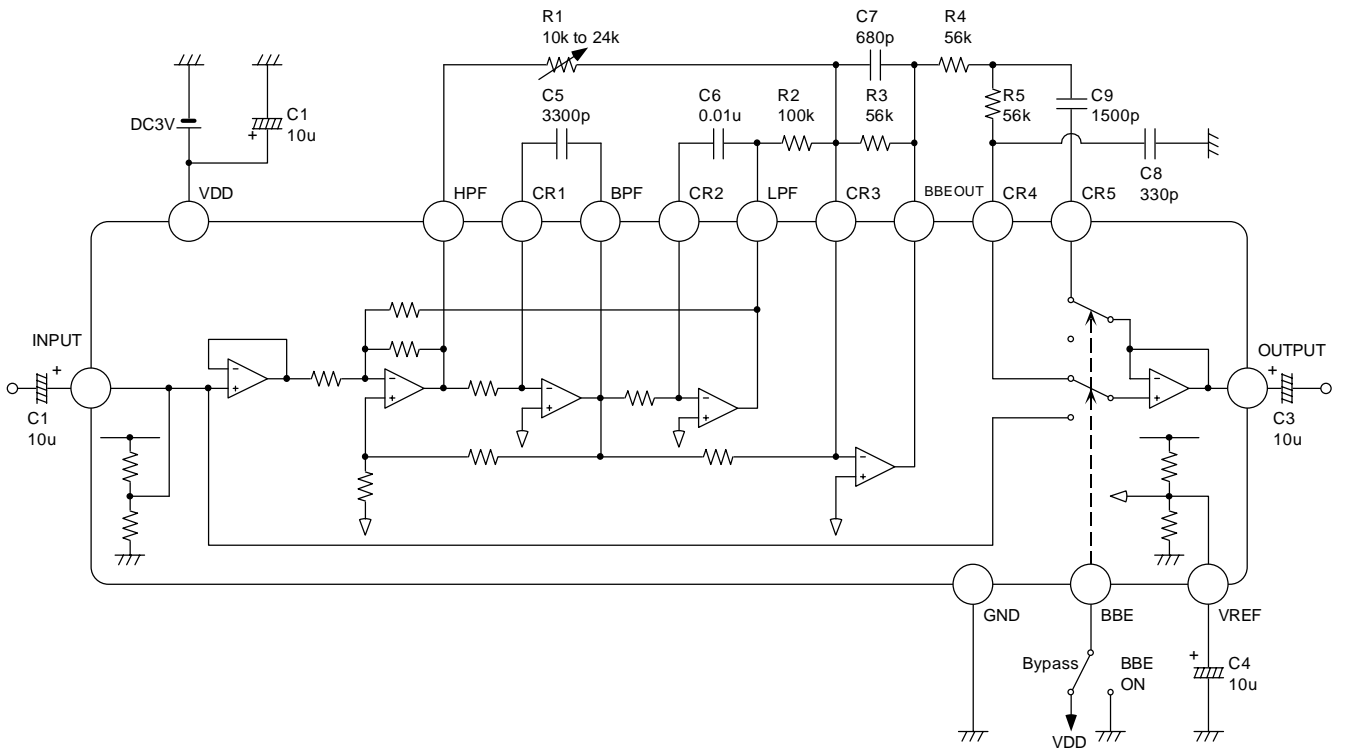 R1
10k to 24k
C7
680p
R4
56k
DC3V
C1
10u
C5
3300p
C6
0.01u
R2
100k
R3
56k
R5
56k
C9
1500p
C8
330p
VDD
HPF
CR1
BPF
CR2
LPF
CR3
BBEOUT
CR4
CR5
INPUT
+
C1
10u
OUTPUT
+
C3
10u
GND
BBE
VREF
Bypass
BBE
ON
VDD
+
C4
10u